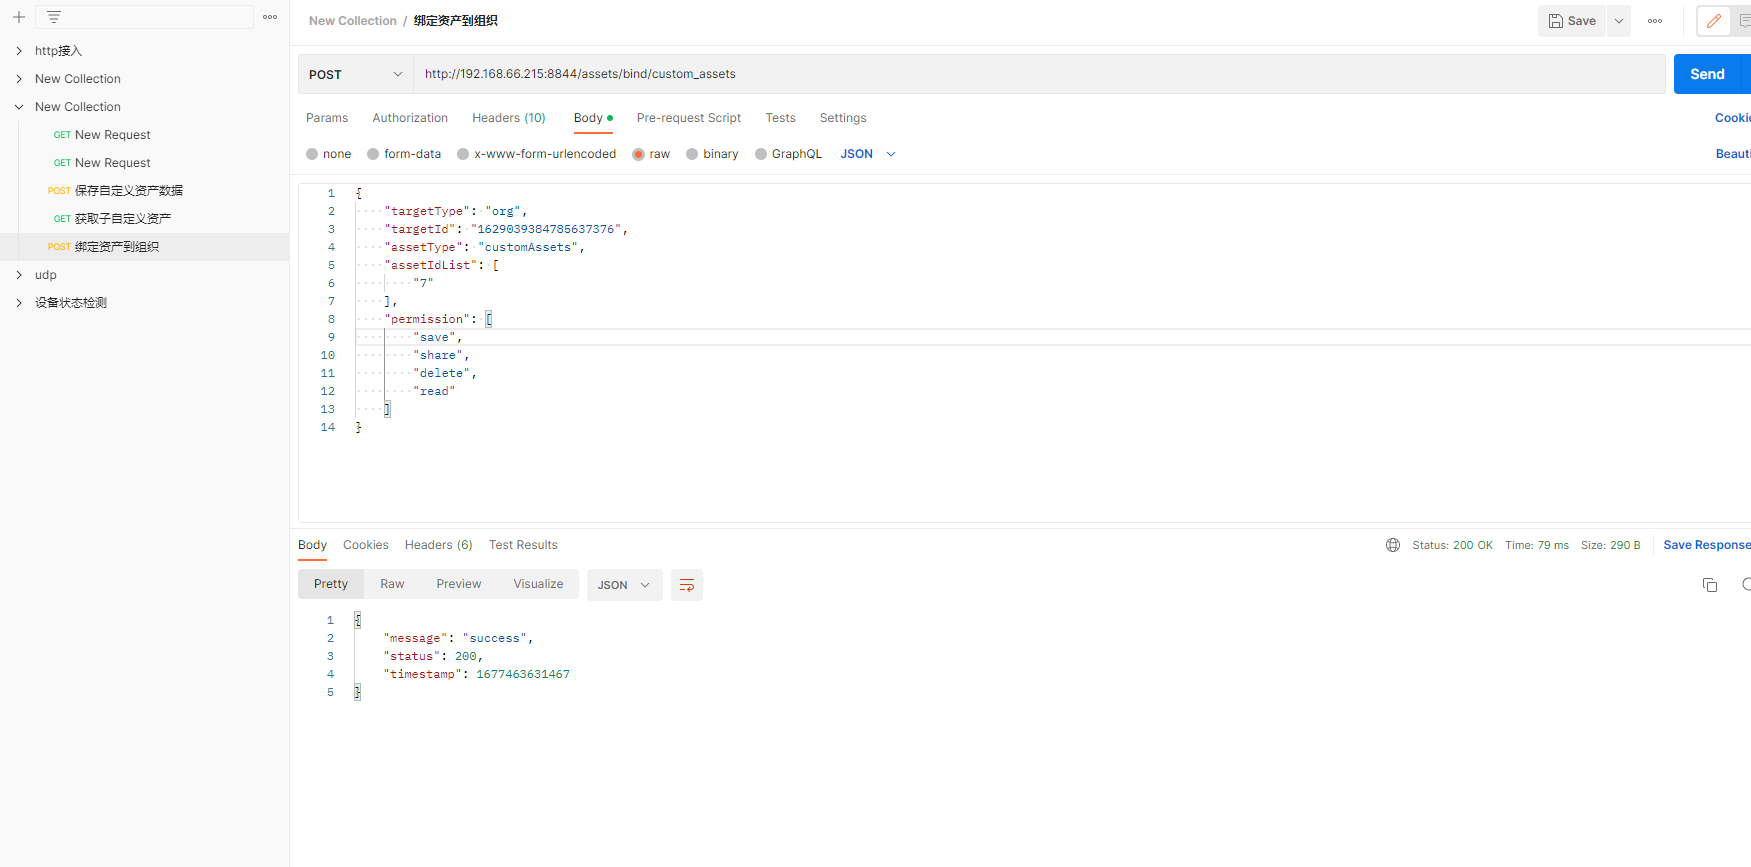 http接入
New Collection
New Collection
GET New Request
GET New Request
POST 保存自定义资产数据
GET 获取子自定义资产
POST 绑定资产到组织
udp
设备状态检测
New Collection / 绑定资产到组织
Save
POST http://192.168.66.215:8844/assets/bind/custom_assets Send
Params Authorization Headers (10) Body Pre-request Script Tests Settings Cookie
none form-data x-www-form-urlencoded raw binary GraphQL JSON Beauti
1 {
2 "targetType": "org",
3 "targetId": "1629039384785637376",
4 "assetType": "customAssets",
5 "assetIdList": [
6 "7"
7 ],
8 "permission": [
9 "save",
10 "share",
11 "delete",
12 "read"
13 ]
14 }
Body Cookies Headers (6) Test Results Status: 200 OK Time: 79 ms Size: 290 B Save Response
Pretty Raw Preview Visualize JSON
1 {
2 "message": "success",
3 "status": 200,
4 "timestamp": 1677463631467
5 }